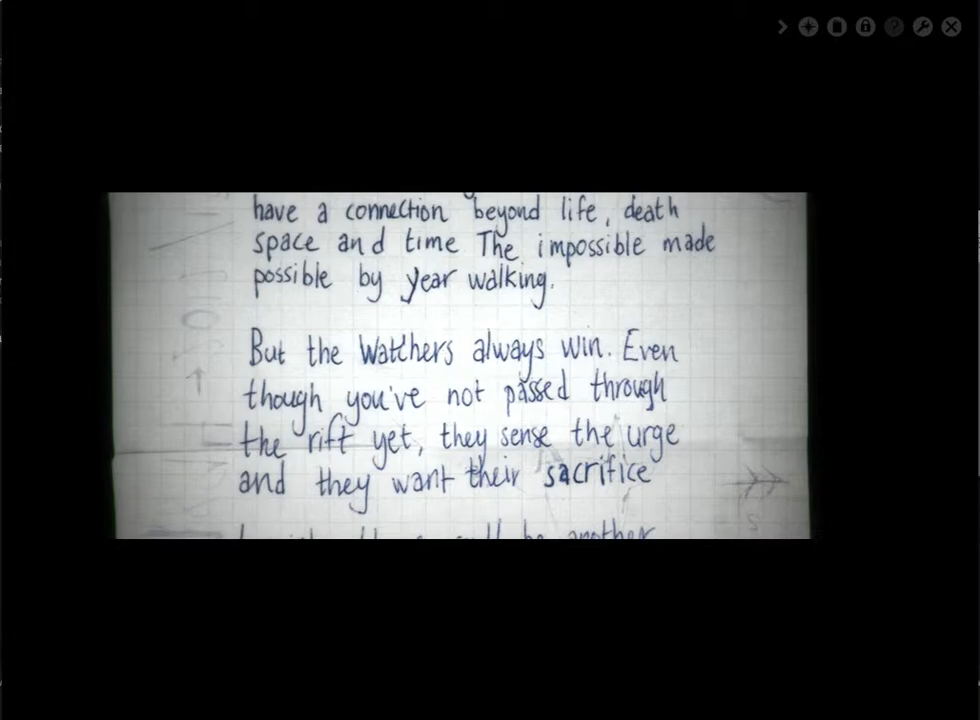 have a connection beyond life, death
space and time The impossible made
possible by year walking.
But the Watchers always win. Even
though you've not passed through
the rift yet, they sense the urge
and they want their sacrifice
be another